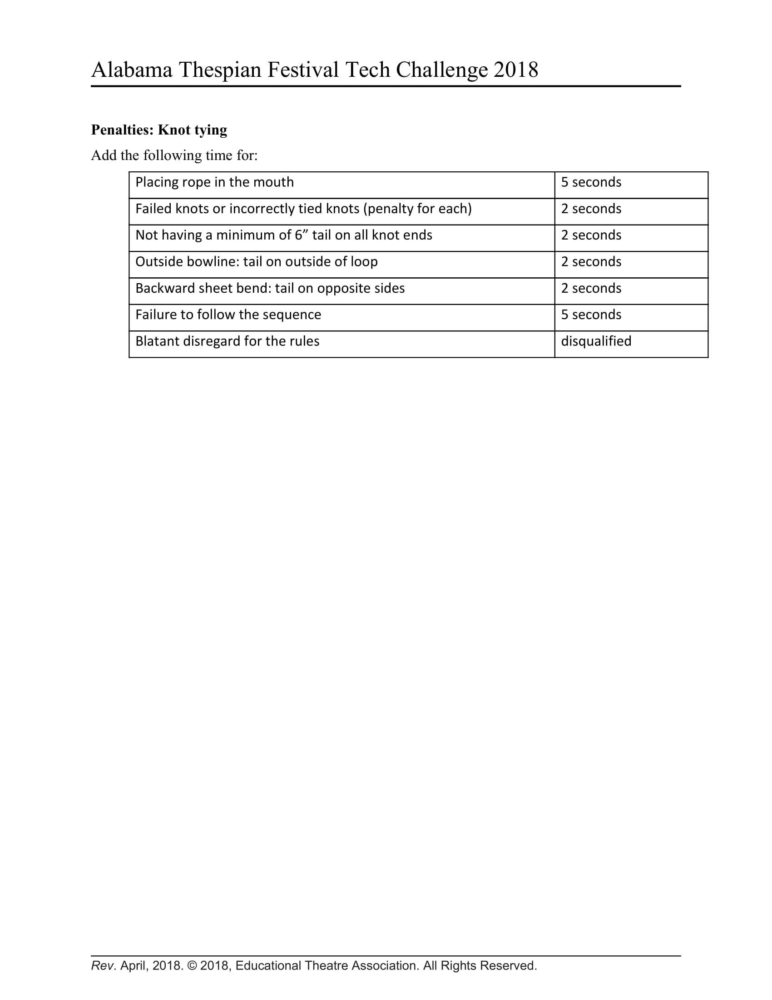 Alabama Thespian Festival Tech Challenge 2018
Penalties: Knot tying
Add the following time for:
Placing rope in the mouth 5 seconds
Failed knots or incorrectly tied knots (penalty for each) 2 seconds
Not having a minimum of 6” tail on all knot ends 2 seconds
Outside bowline: tail on outside of loop 2 seconds
Backward sheet bend: tail on opposite sides 2 seconds
Failure to follow the sequence 5 seconds
Blatant disregard for the rules disqualified
Rev. April, 2018. © 2018, Educational Theatre Association. All Rights Reserved.